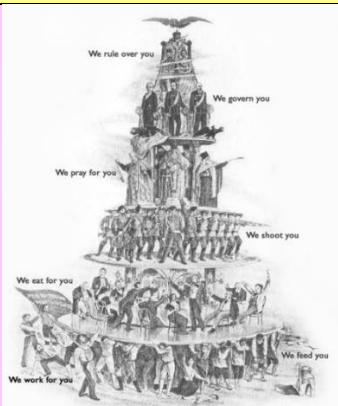 We rule over you
We govern you
We pray for you
We shoot you
We eat for you
We feed you
We work for you